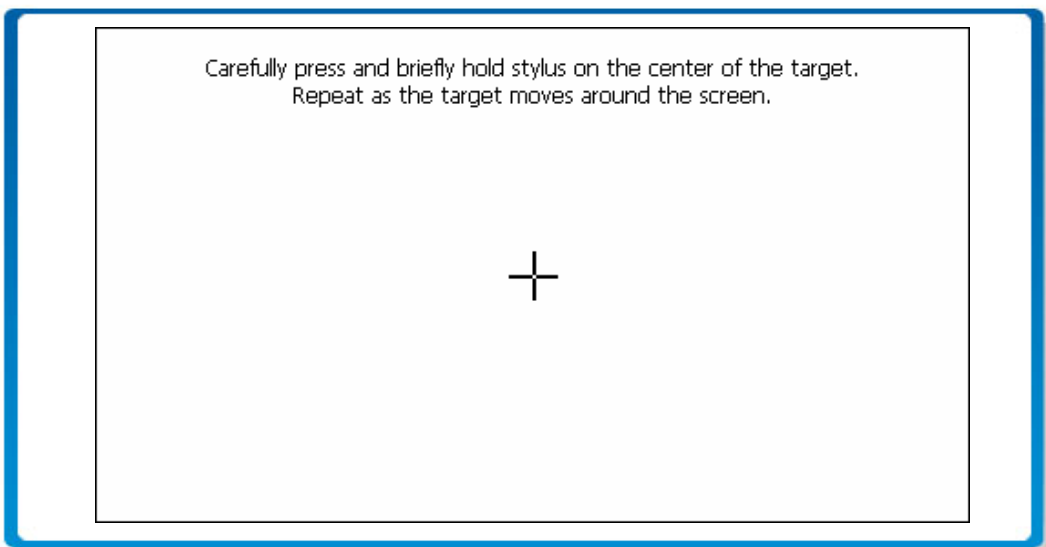 Carefully press and briefly hold stylus on the center of the target.
Repeat as the target moves around the screen.